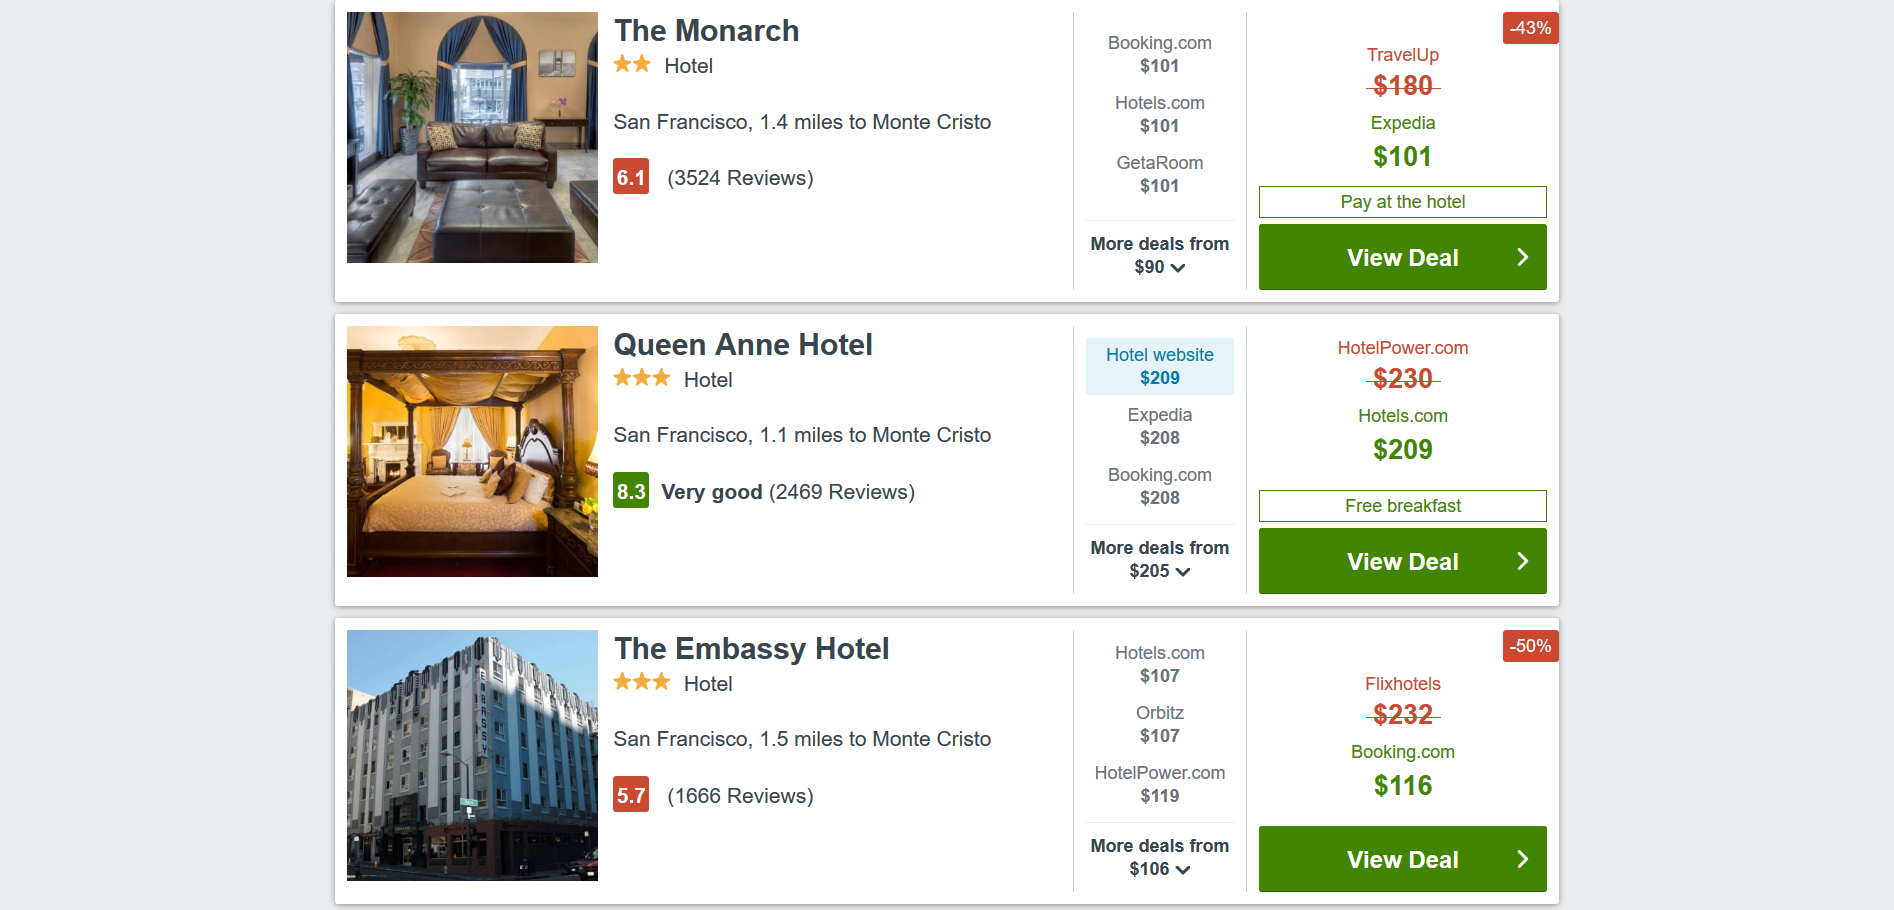 The Monarch
Hotel
San Francisco, 1.4 miles to Monte Cristo
6.1 (3524 Reviews)
Booking.com
$101
Hotels.com
$101
GetaRoom
$101
More deals from
$90
-43%
TravelUp
$180
Expedia
$101
Pay at the hotel
View Deal
Queen Anne Hotel
Hotel
San Francisco, 1.1 miles to Monte Cristo
8.3 Very good (2469 Reviews)
Hotel website
$209
Expedia
$208
Booking.com
$208
More deals from
$205
HotelPower.com
$230
Hotels.com
$209
Free breakfast
View Deal
EMBASSY
The Embassy Hotel
Hotel
San Francisco, 1.5 miles to Monte Cristo
5.7 (1666 Reviews)
Hotels.com
$107
Orbitz
$107
HotelPower.com
$119
More deals from
$106
-50%
Flixhotels
$232
Booking.com
$116
View Deal